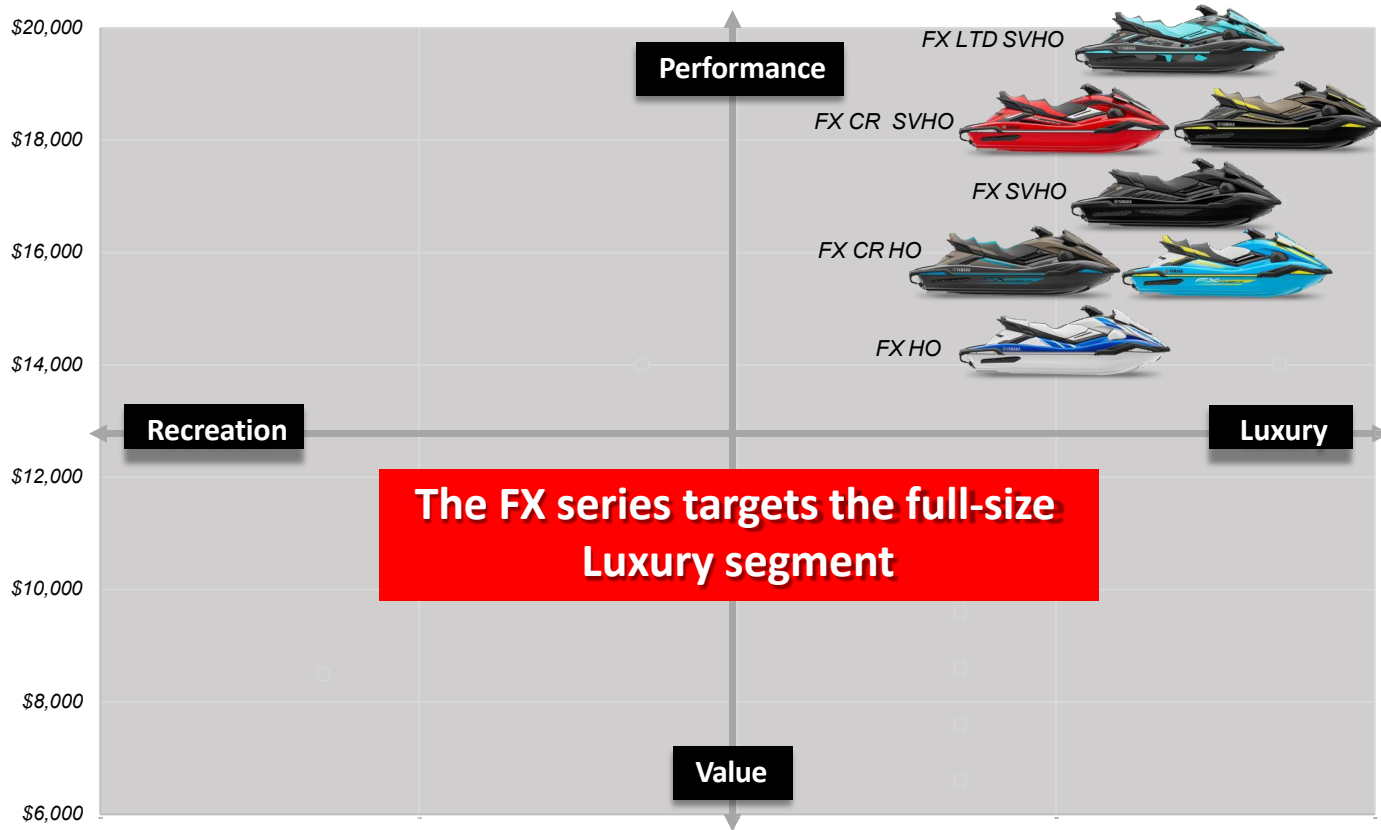 $20,000
FX LTD SVHO
Performance
FX CR SVHO
$18,000
FX SVHO
$16,000
FX CR HO
FX HO
$14,000
Recreation
Luxury
$12,000
The FX series targets the full-size
Luxury segment
$10,000
$8,000
Value
$6,000